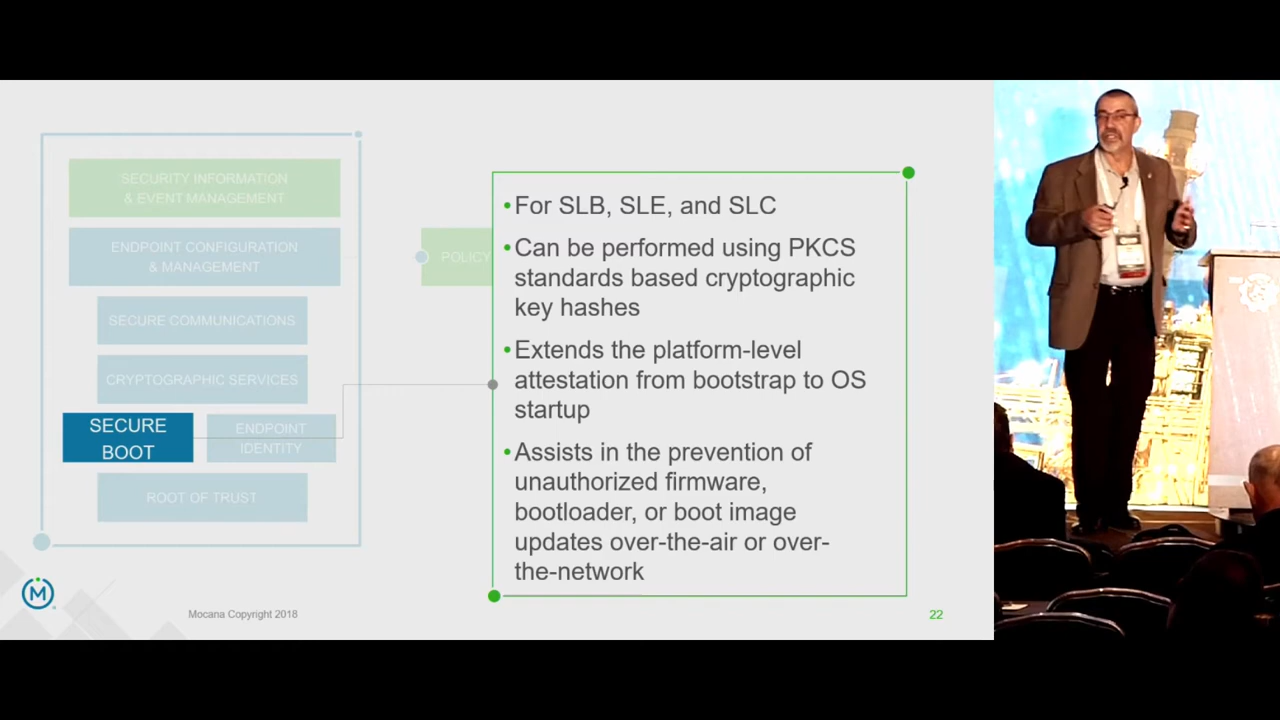 SECURITY INFORMATION
& EVENT MANAGEMENT
ENDPOINT CONFIGURATION
& MANAGEMENT
SECURE COMMUNICATIONS
CRYPTOGRAPHIC SERVICES
SECURE
BOOT
ENDPOINT
IDENTITY
ROOT OF TRUST
POLICY
•For SLB, SLE, and SLC
•Can be performed using PKCS
standards based cryptographic
key hashes
•Extends the platform-level
attestation from bootstrap to OS
startup
•Assists in the prevention of
unauthorized firmware,
bootloader, or boot image
updates over-the-air or over-
the-network
M
Mocana Copyright 2018
22